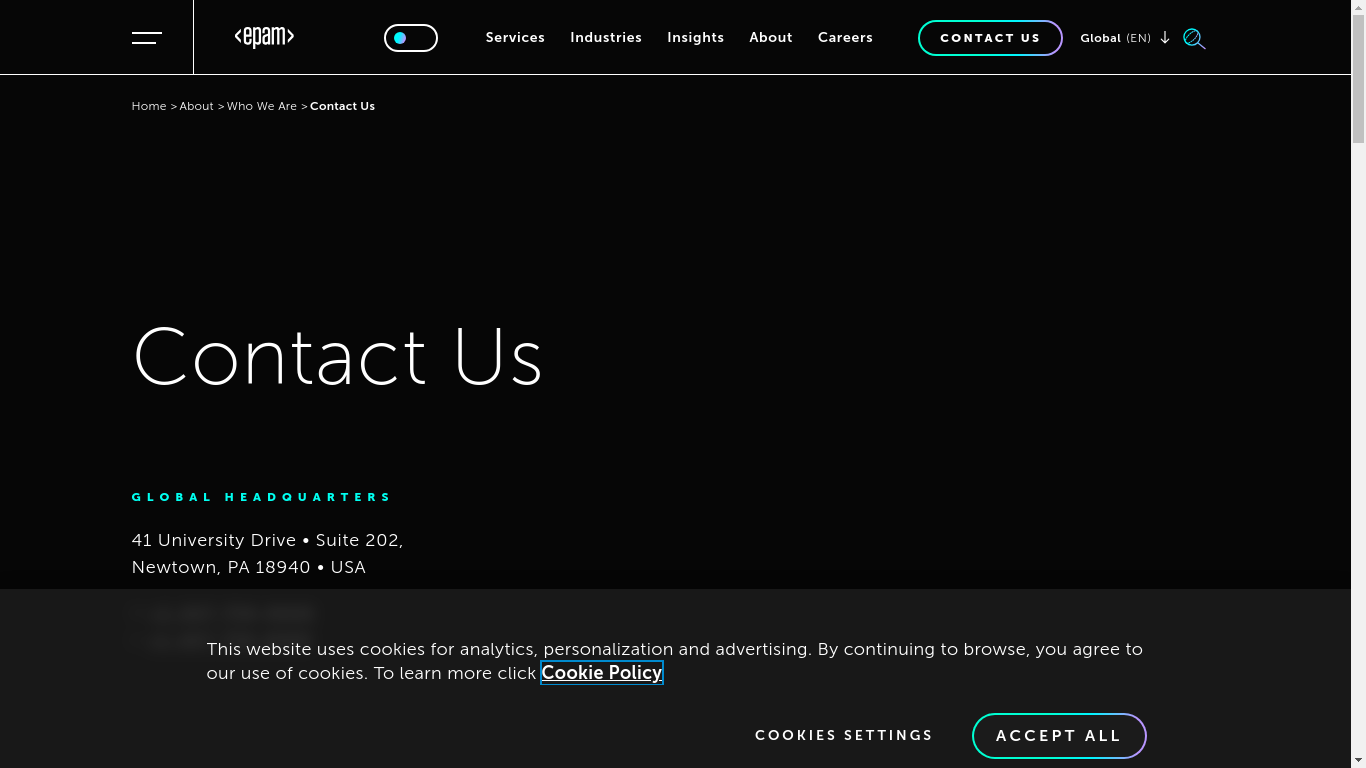 <epam>
Services
Industries
Insights
About
Careers
CONTACT US
Global (EN)
Home > About > Who We Are > Contact Us
Contact Us
GLOBAL HEADQUARTERS
41 University Drive • Suite 202,
Newtown, PA 18940 • USA
This website uses cookies for analytics, personalization and advertising. By continuing to browse, you agree to
our use of cookies. To learn more click Cookie Policy
COOKIES SETTINGS
ACCEPT ALL